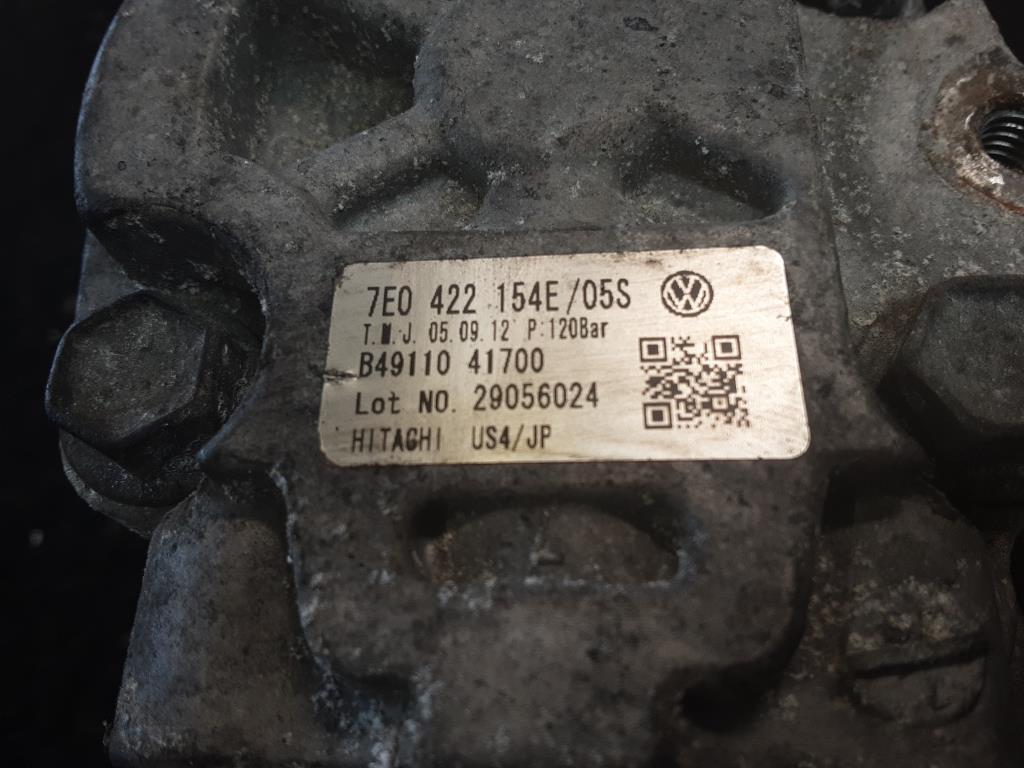 7E0 422 154E/05S
T.M.J. 05.09.12 P:120Bar
B49110 41700
Lot NO. 29056024
HITACHI US4/JP